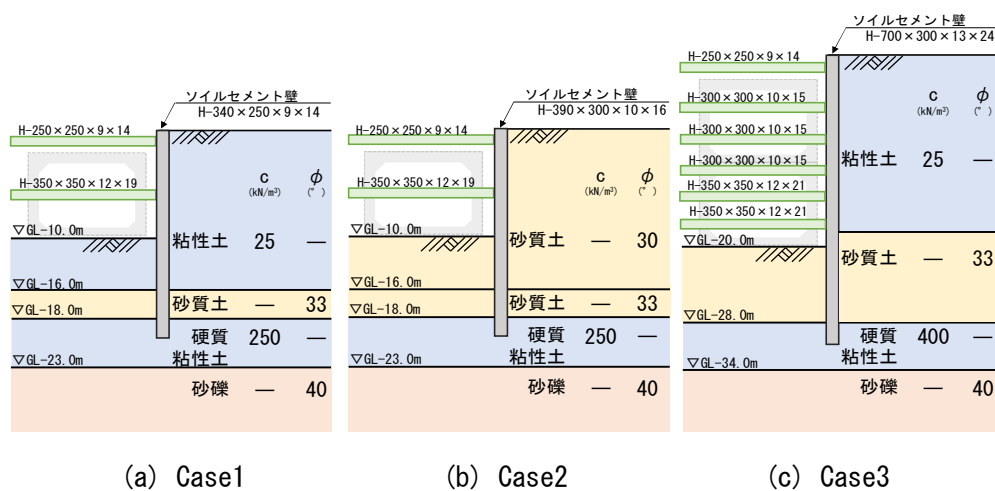 ソイルセメント壁
H-340×250×9×14
H-250×250×9×14
H-350×350×12×19
c
(kN/m³)
φ
(°)
▽GL-10.0m
粘性土 25 —
▽GL-16.0m
砂質土 — 33
▽GL-18.0m
硬質 250 —
粘性土
▽GL-23.0m
砂礫 — 40
(a) Case1
ソイルセメント壁
H-390×300×10×16
H-250×250×9×14
H-350×350×12×19
c
(kN/m³)
φ
(°)
▽GL-10.0m
砂質土 — 30
▽GL-16.0m
砂質土 — 33
▽GL-18.0m
硬質 250 —
粘性土
▽GL-23.0m
砂礫 — 40
(b) Case2
ソイルセメント壁
H-700×300×13×24
H-250×250×9×14
H-300×300×10×15
H-300×300×10×15
H-300×300×10×15
H-350×350×12×21
H-350×350×12×21
c
(kN/m³)
φ
(°)
粘性土 25 —
▽GL-20.0m
砂質土 — 33
▽GL-28.0m
硬質 400 —
粘性土
▽GL-34.0m
砂礫 — 40
(c) Case3